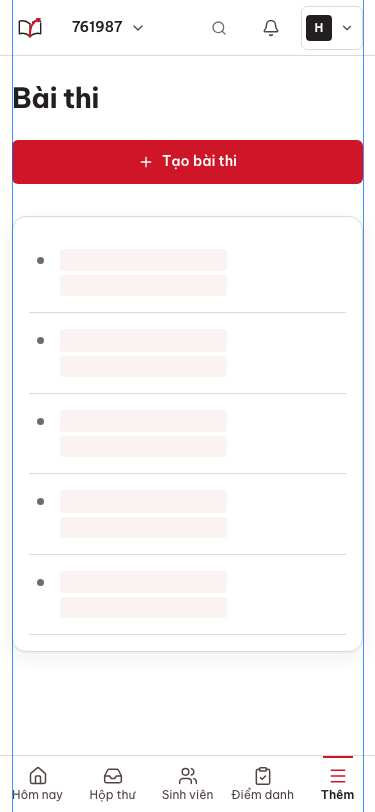 761987
H
Bài thi
Tạo bài thi
Hôm nay
Hộp thư
Sinh viên
Điểm danh
Thêm